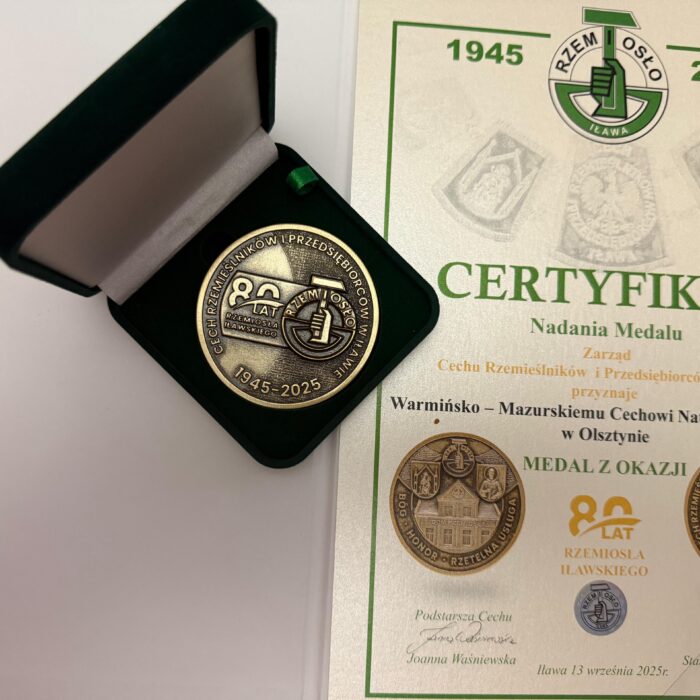 CECH RZEMIEŚLNIKÓW I PRZEDSIĘBIORCÓW W IŁAWIE
80
LAT
RZEMIOSŁA
IŁAWSKIEGO
RZEMIOSŁO
1945-2025
1945
2
RZEMIOSŁO
IŁAWA
CERTYFIK
Nadania Medalu
Zarząd
Cechu Rzemieślników i Przedsiębiorcó
przyznaje
Warmińsko – Mazurskiemu Cechowi Na
w Olsztynie
MEDAL Z OKAZJI
BÓG - HONOR - RZETELNA USŁUGA
80
LAT
RZEMIOSŁA
IŁAWSKIEGO
RZEMIOSŁO
Podstarsza Cechu
Joanna Waśniewska
Iława 13 września 2025r.